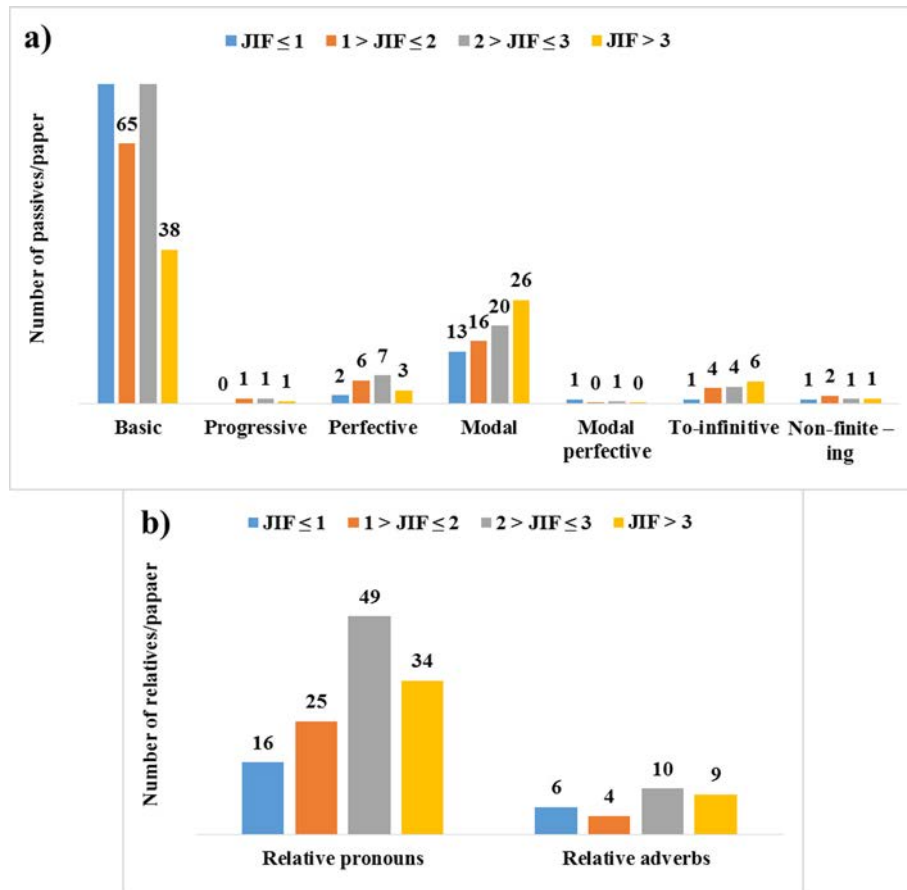 a)
JIF ≤ 1 1 > JIF ≤ 2 2 > JIF ≤ 3 JIF > 3
Number of passives/paper
65
38
0 1 1 1
2 6 7 3
13 16 20 26
1 0 1 0
1 4 4 6
1 2 1 1
Basic Progressive Perfective Modal Modal perfective To-infinitive Non-finite –
ing
b)
JIF ≤ 1 1 > JIF ≤ 2 2 > JIF ≤ 3 JIF > 3
Number of relatives/papaer
16 25 49 34
6 4 10 9
Relative pronouns Relative adverbs